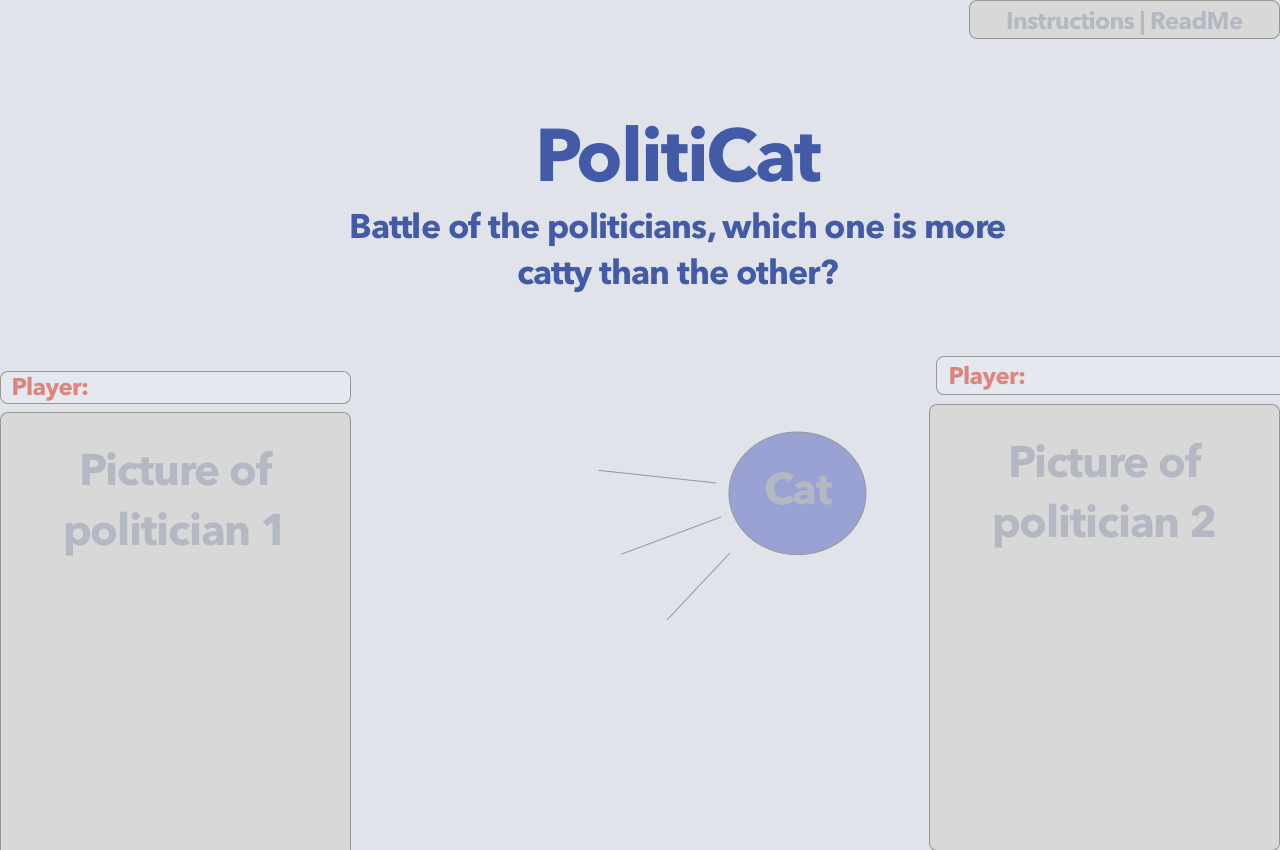 Instructions | ReadMe
PolitiCat
Battle of the politicians, which one is more
catty than the other?
Player:
Player:
Picture of
politician 1
Cat
Picture of
politician 2